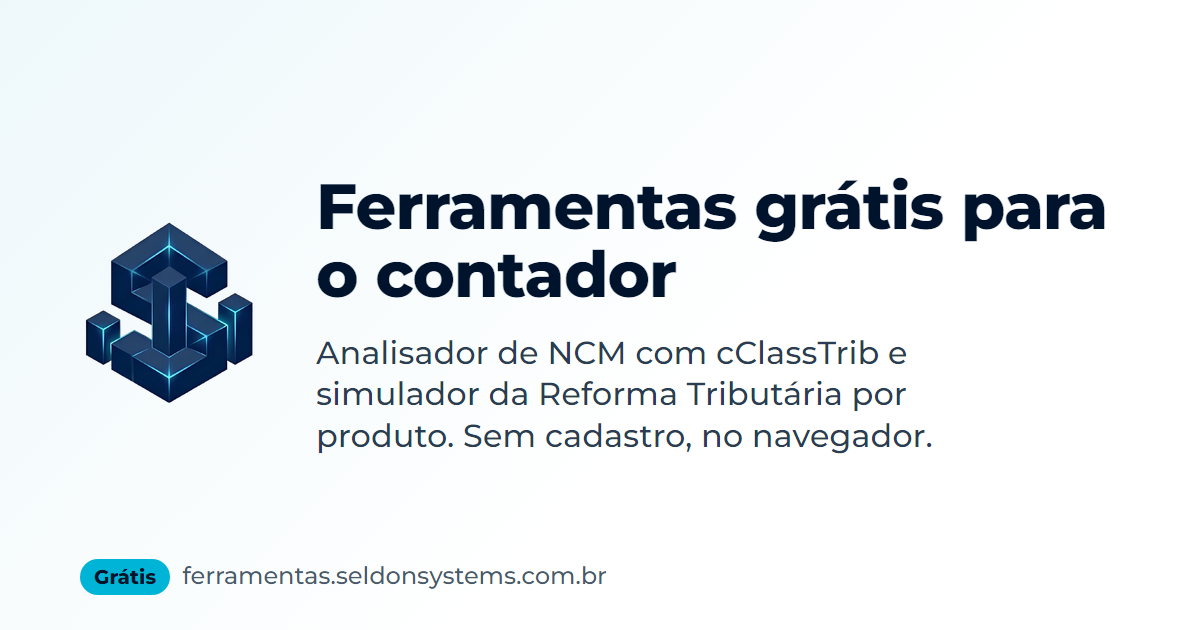 Ferramentas grátis para
o contador
Analisador de NCM com cClassTrib e
simulador da Reforma Tributária por
produto. Sem cadastro, no navegador.
Grátis ferramentas.seldonsystems.com.br